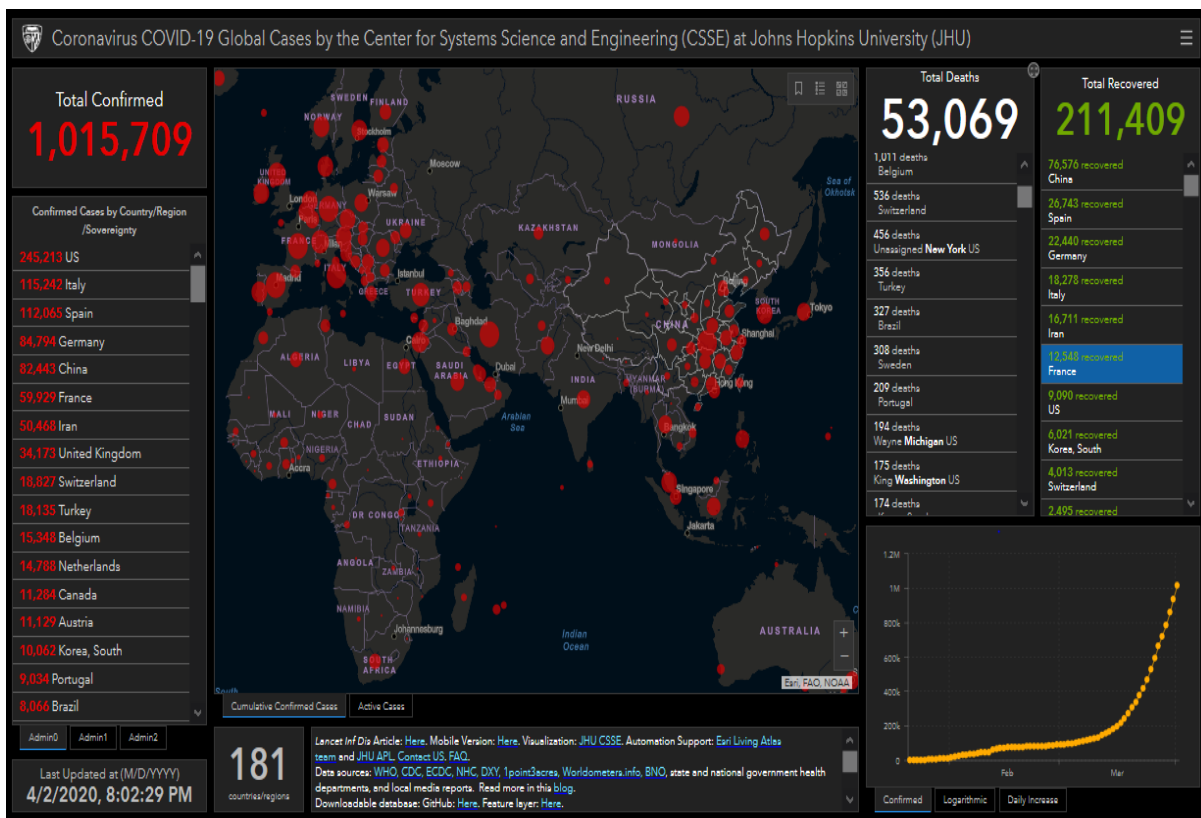 Coronavirus COVID-19 Global Cases by the Center for Systems Science and Engineering (CSSE) at Johns Hopkins University (JHU)
Total Confirmed
1,015,709
Confirmed Cases by Country/Region
/Sovereignty
245,213 US
115,242 Italy
112,065 Spain
84,794 Germany
82,443 China
59,929 France
50,468 Iran
34,173 United Kingdom
18,827 Switzerland
18,135 Turkey
15,348 Belgium
14,788 Netherlands
11,284 Canada
11,129 Austria
10,062 Korea, South
9,034 Portugal
8,066 Brazil
Admin0 Admin1 Admin2
Last Updated at (M/D/YYYY)
4/2/2020, 8:02:29 PM
SWEDEN
FINLAND
NORWAY
RUSSIA
Stockholm
Moscow
UNITED
KINGDOM
London
Warsaw
GERMANY
Paris
UKRAINE
FRANCE
Milan
KAZAKHSTAN
MONGOLIA
Sea of
Okhotsk
ITALY
Madrid
Istanbul
GREECE
TURKEY
Beijing
SOUTH
KOREA
Tokyo
Baghdad
CHINA
Shanghai
Cairo
New Delhi
ALGERIA
LIBYA
EGYPT
SAUDI
ARABIA
Dubai
INDIA
MYANMAR
(BURMA)
Hong Kong
Mumbai
MALI
NIGER
CHAD
SUDAN
Arabian
Sea
Bangkok
NIGERIA
Accra
ETHIOPIA
Singapore
DR CONGO
TANZANIA
Jakarta
ANGOLA
ZAMBIA
NAMIBIA
Johannesburg
Indian
Ocean
AUSTRALIA
SOUTH
AFRICA
+
−
Esri, FAO, NOAA
Cumulative Confirmed Cases Active Cases
181
countries/regions
Lancet Inf Dis Article: Here. Mobile Version: Here. Visualization: JHU CSSE. Automation Support: Esri Living Atlas
team and JHU APL. Contact US. FAQ.
Data sources: WHO, CDC, ECDC, NHC, DXY, 1point3acres, Worldometers.info, BNO, state and national government health
departments, and local media reports. Read more in this blog.
Downloadable database: GitHub: Here. Feature layer: Here.
Total Deaths
53,069
1,011 deaths
Belgium
536 deaths
Switzerland
456 deaths
Unassigned New York US
356 deaths
Turkey
327 deaths
Brazil
308 deaths
Sweden
209 deaths
Portugal
194 deaths
Wayne Michigan US
175 deaths
King Washington US
174 deaths
Total Recovered
211,409
76,576 recovered
China
26,743 recovered
Spain
22,440 recovered
Germany
18,278 recovered
Italy
16,711 recovered
Iran
12,548 recovered
France
9,090 recovered
US
6,021 recovered
Korea, South
4,013 recovered
Switzerland
2,495 recovered
1.2M
1M
800k
600k
400k
200k
0
Feb Mar
Confirmed Logarithmic Daily Increase